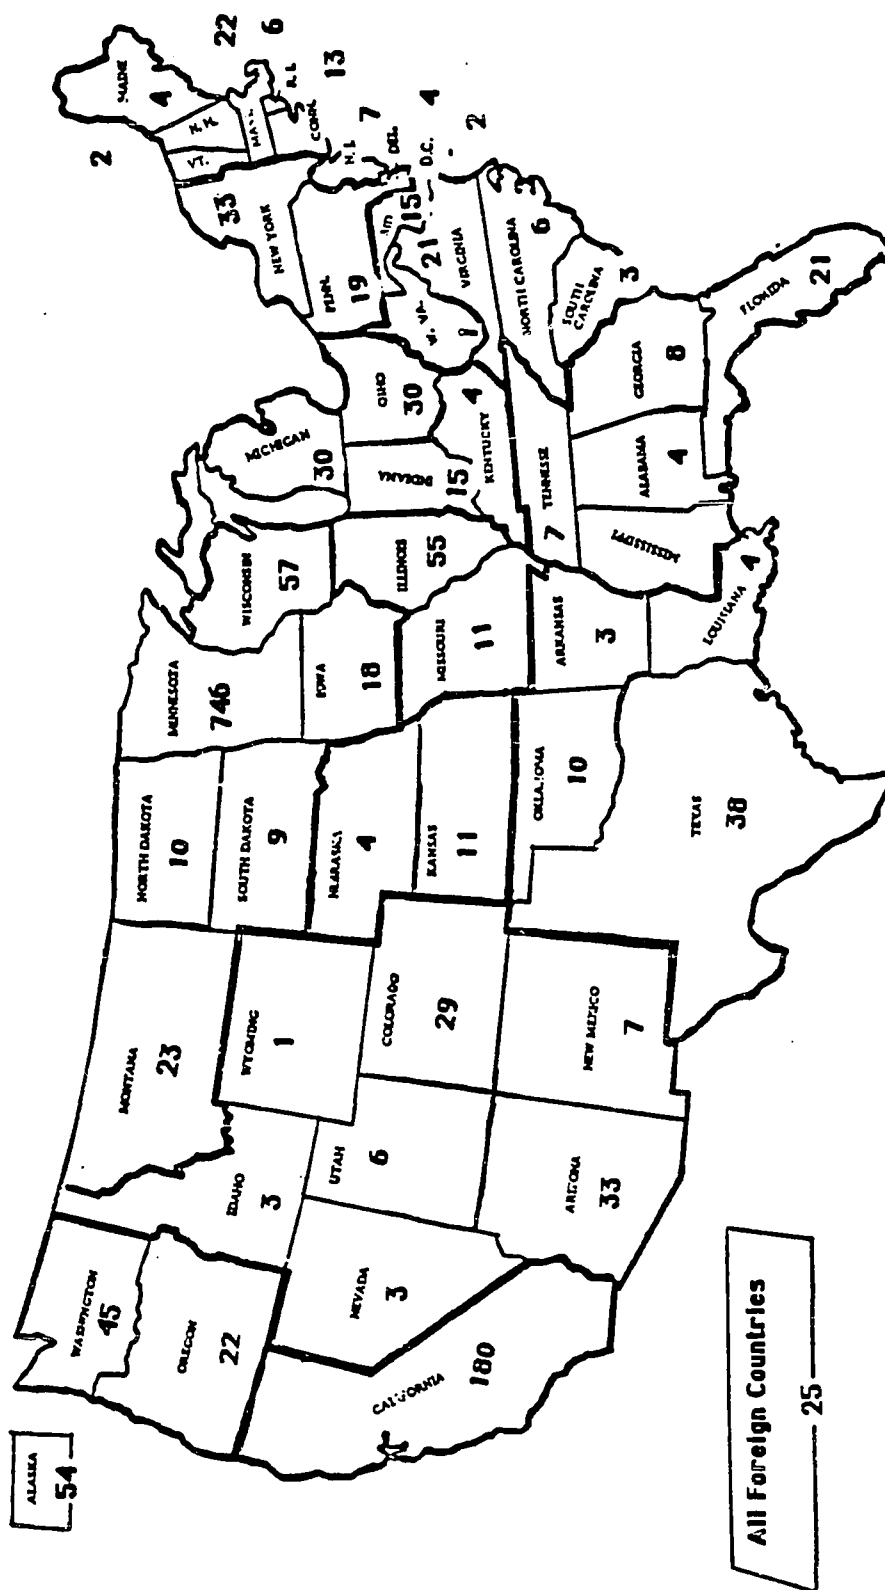 ALASKA
54
WASHINGTON
45
OREGON
22
CALIFORNIA
180
NEVADA
3
IDAHO
3
MONTANA
23
WYOMING
1
UTAH
6
ARIZONA
33
COLORADO
29
NEW MEXICO
7
NORTH DAKOTA
10
SOUTH DAKOTA
9
NEBRASKA
4
KANSAS
11
OKLAHOMA
10
TEXAS
38
MINNESOTA
746
IOWA
18
MISSOURI
11
ARKANSAS
3
LOUISIANA
4
WISCONSIN
57
ILLINOIS
55
MICHIGAN
30
INDIANA
15
OHIO
30
KENTUCKY
4
TENNESSE
7
MISSISSIPPI
ALABAMA
4
GEORGIA
8
FLORIDA
21
SOUTH
CAROLINA
3
NORTH CAROLINA
6
VIRGINIA
21
W. VA.
1
PENN.
19
NEW YORK
33
VT.
N.H.
2
MAINE
4
MASS.
22
R.I.
6
CONN.
13
N.J.
7
DEL.
4
D.C.
2
15
All Foreign Countries
25